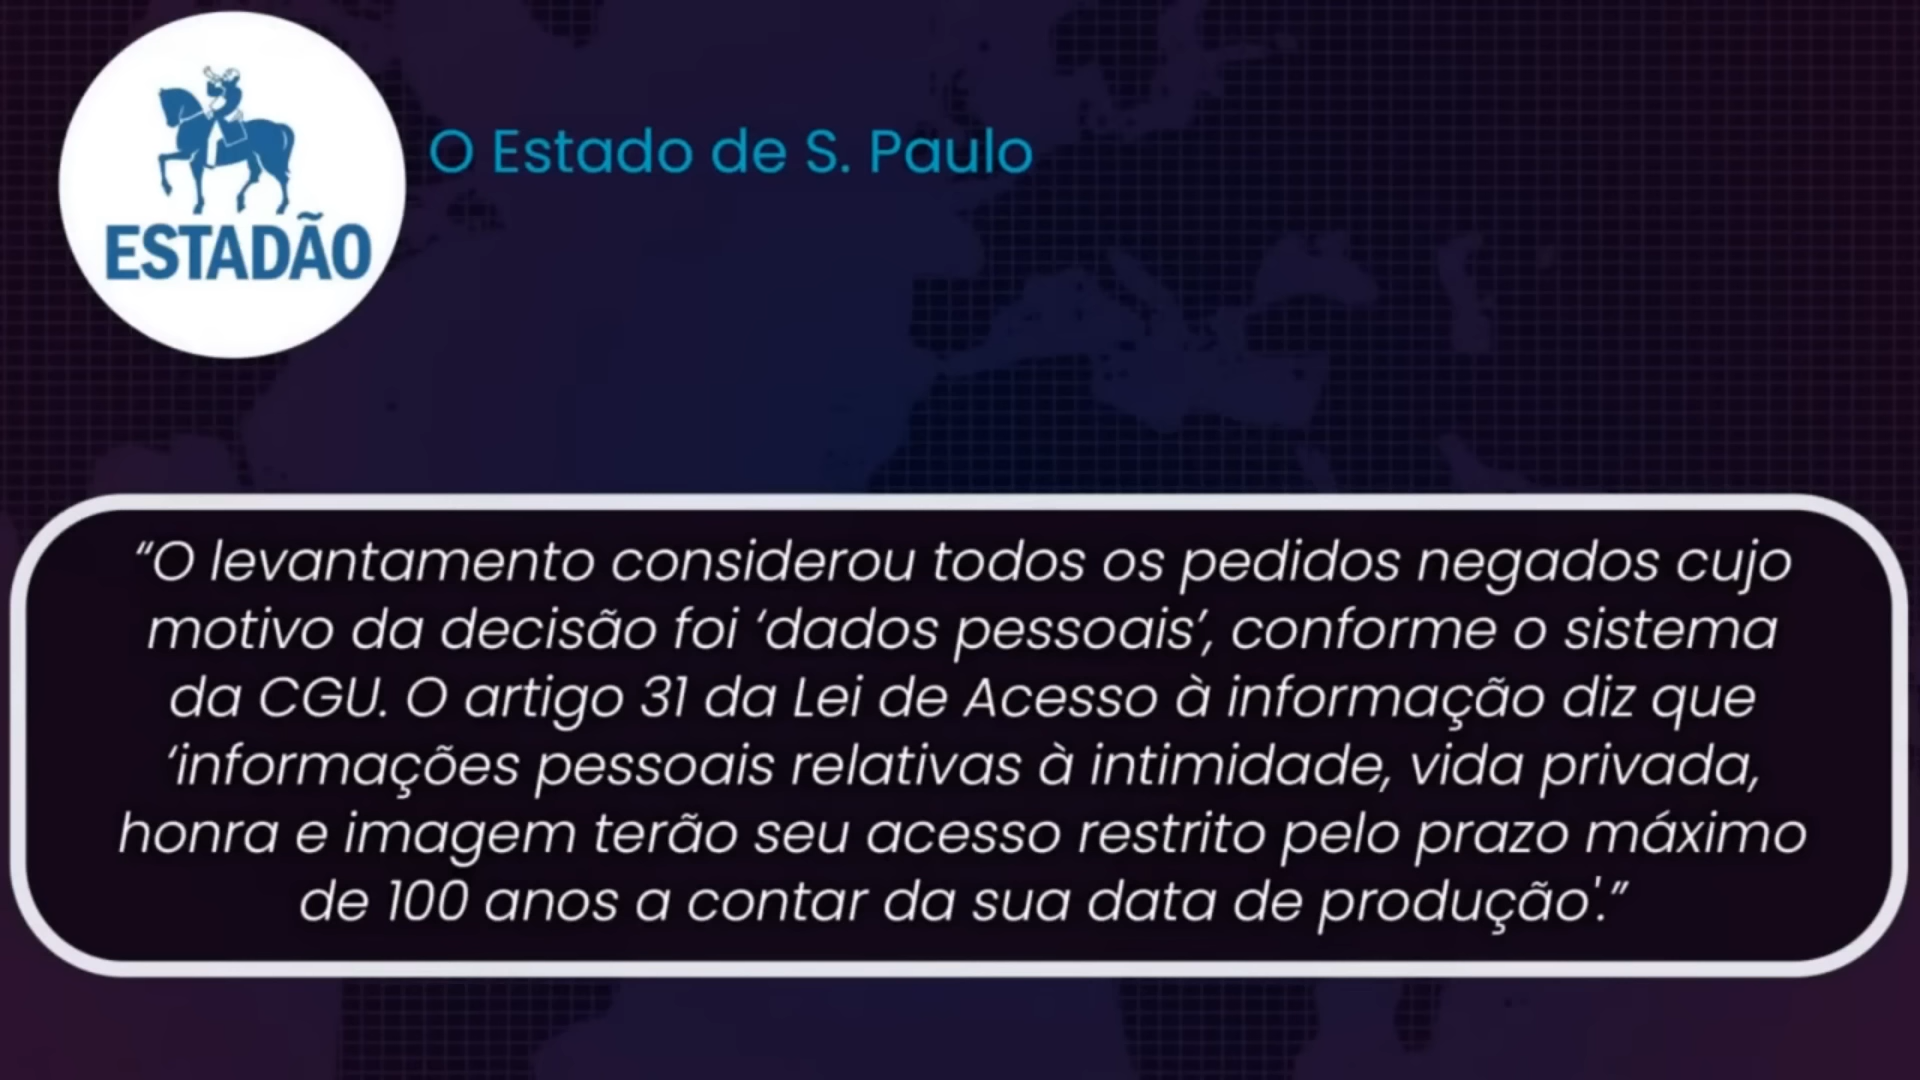 ESTADÃO
O Estado de S. Paulo
“O levantamento considerou todos os pedidos negados cujo
motivo da decisão foi ‘dados pessoais’, conforme o sistema
da CGU. O artigo 31 da Lei de Acesso à informação diz que
‘informações pessoais relativas à intimidade, vida privada,
honra e imagem terão seu acesso restrito pelo prazo máximo
de 100 anos a contar da sua data de produção'.”